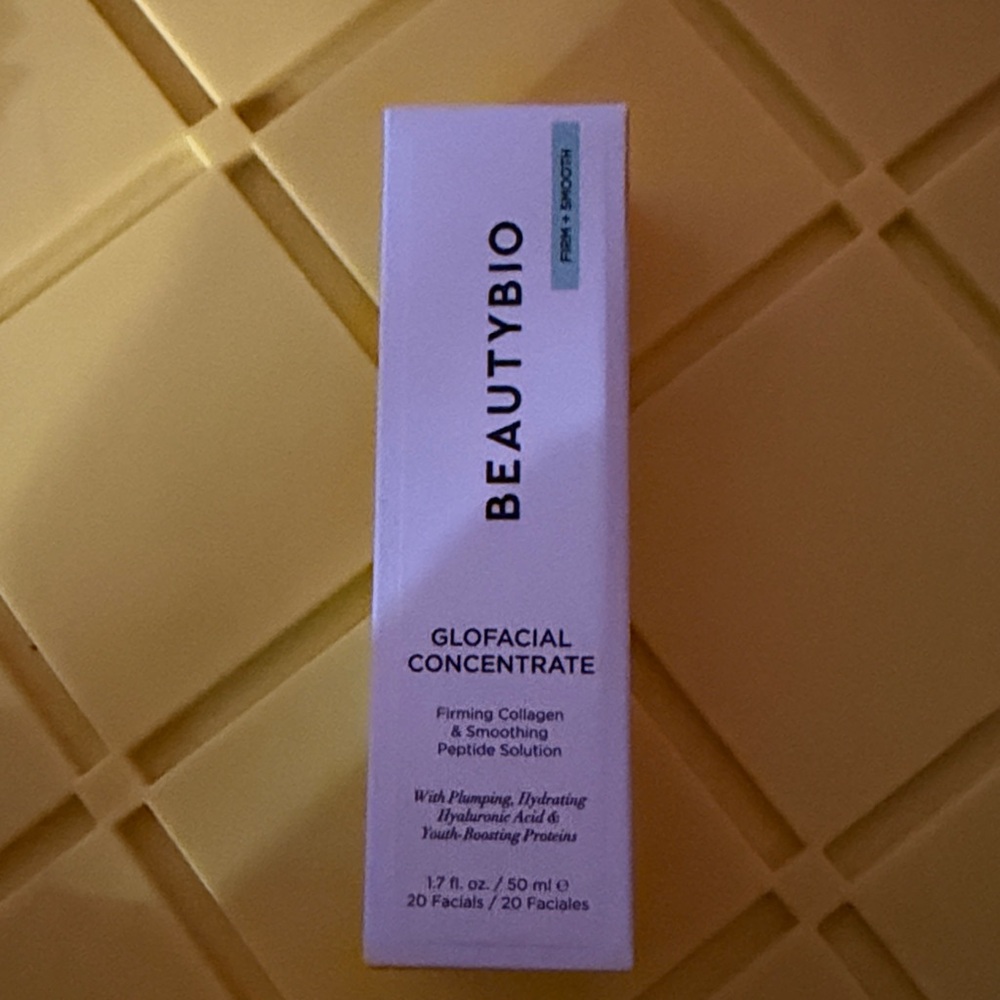 FIRM + SMOOTH
BEAUTYBIO
GLOFACIAL
CONCENTRATE
Firming Collagen
& Smoothing
Peptide Solution
With Plumping, Hydrating
Hyaluronic Acid &
Youth-Boosting Proteins
1.7 fl. oz. / 50 ml ℮
20 Facials / 20 Faciales